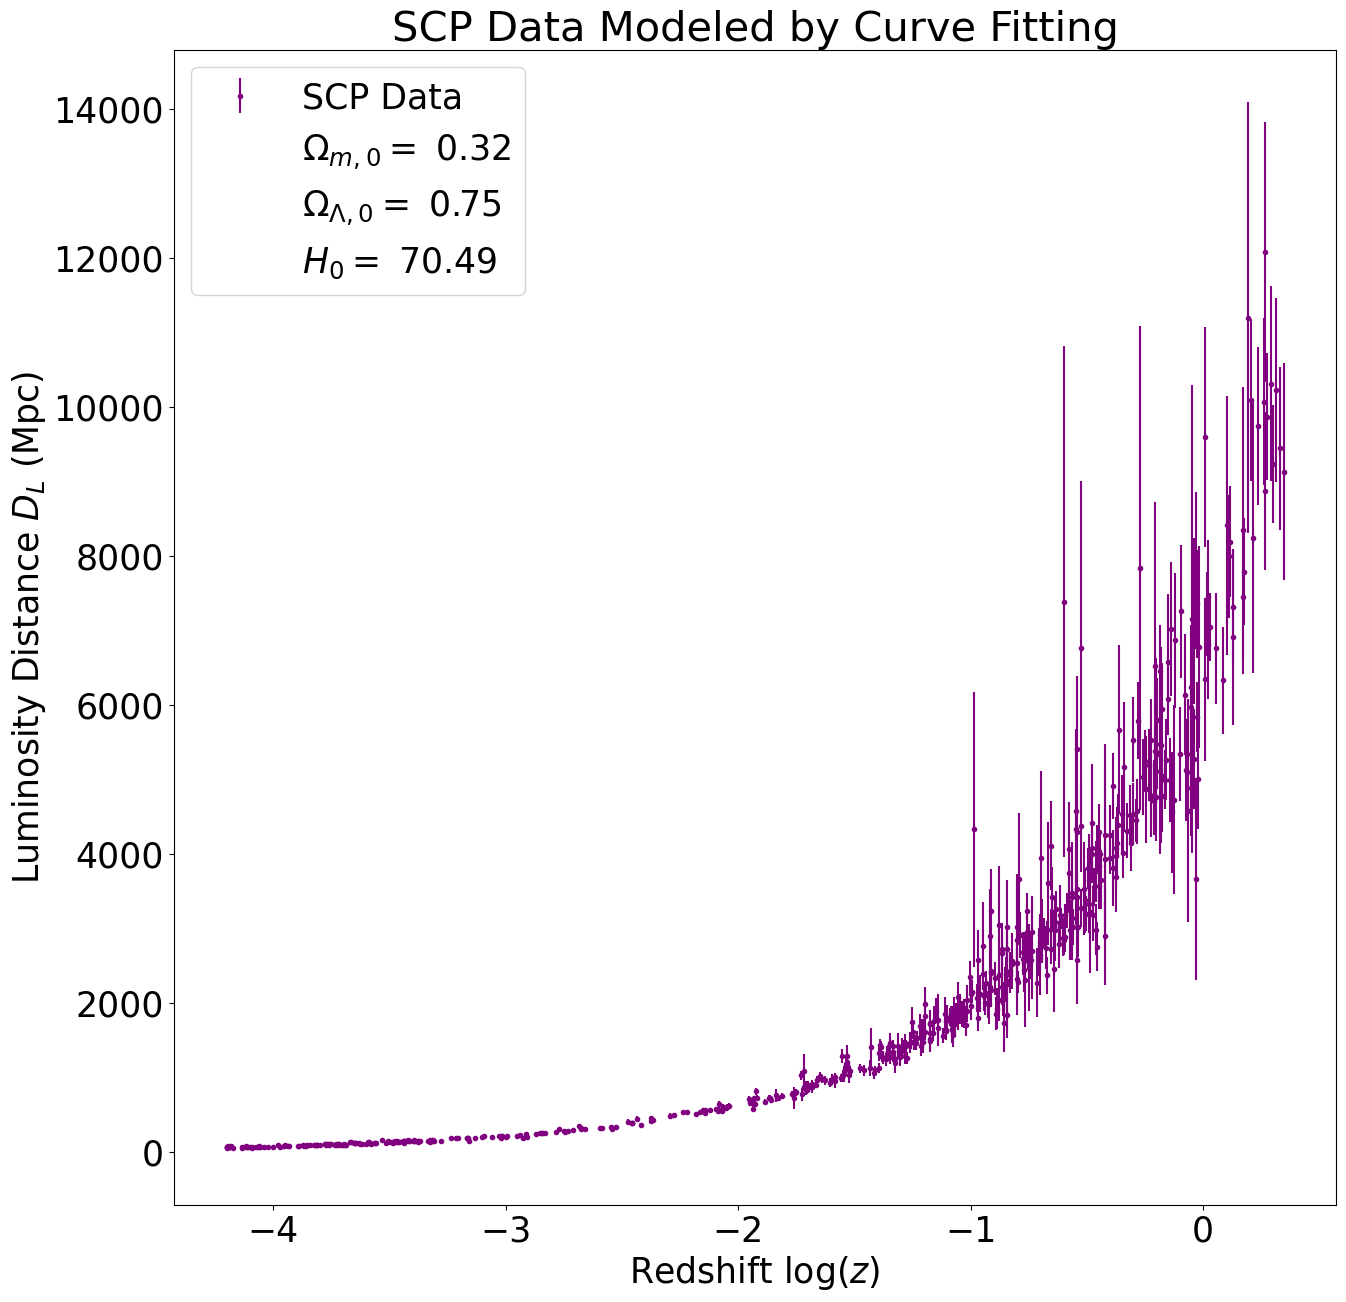 SCP Data Modeled by Curve Fitting
SCP Data
Ω_{m,0} = 0.32
Ω_{Λ,0} = 0.75
H_0 = 70.49
14000
12000
10000
8000
6000
4000
2000
0
Luminosity Distance D_L (Mpc)
−4 −3 −2 −1 0
Redshift log(z)